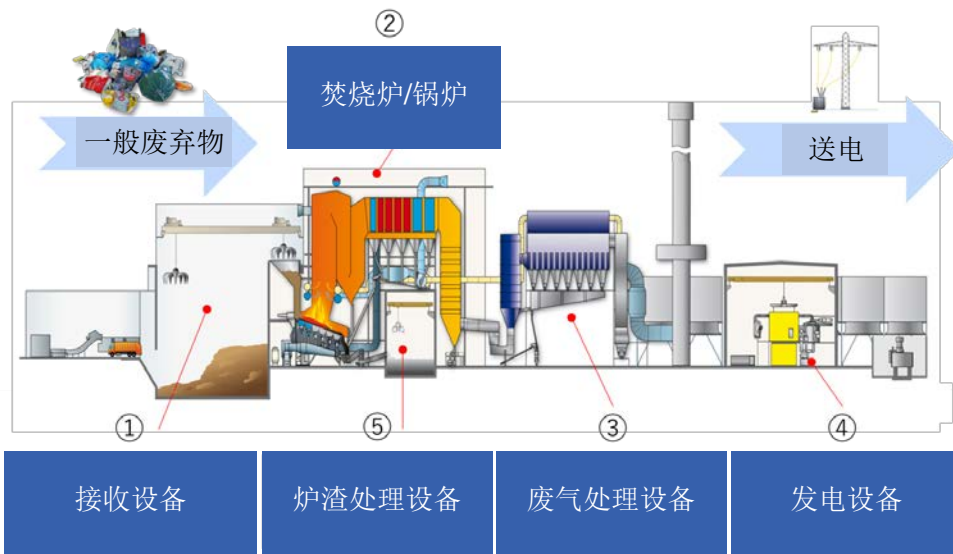 ②
焚烧炉/锅炉
一般废弃物
送电
①
⑤
③
④
接收设备
炉渣处理设备
废气处理设备
发电设备